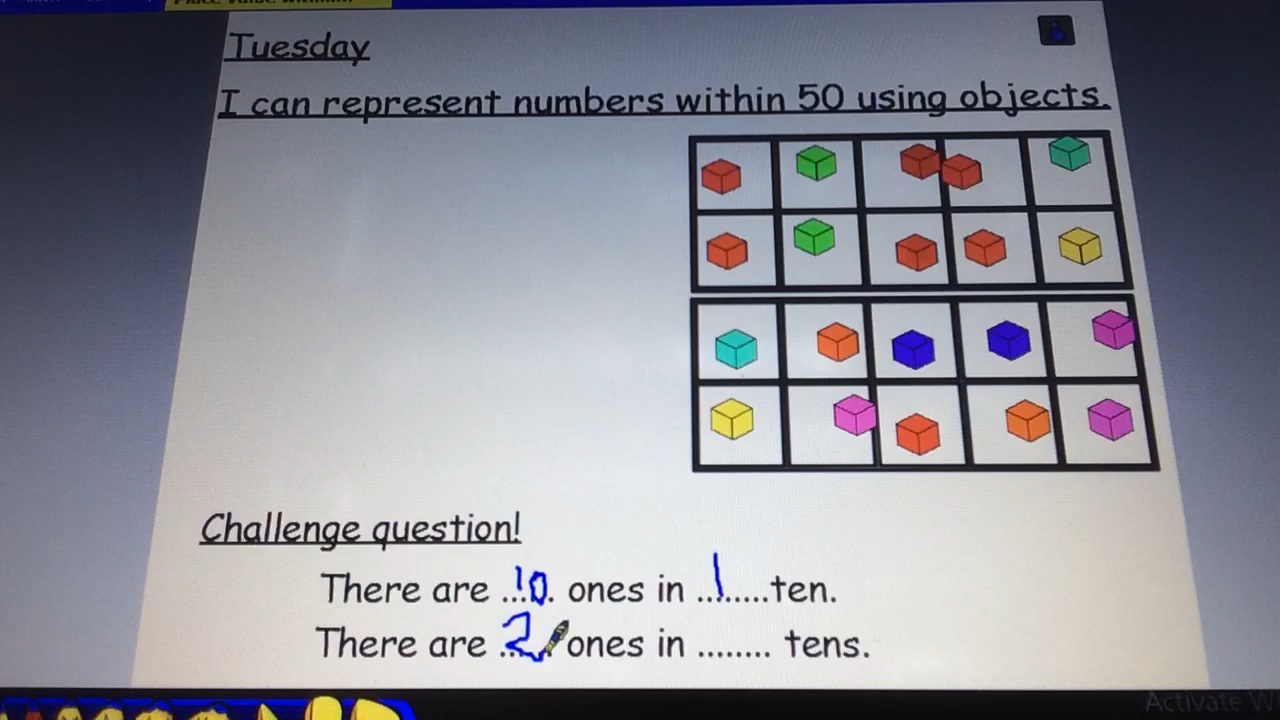 Tuesday
I can represent numbers within 50 using objects.
Challenge question!
There are ...10. ones in ..1.....ten.
There are ..2.. ones in ........ tens.
Activate W